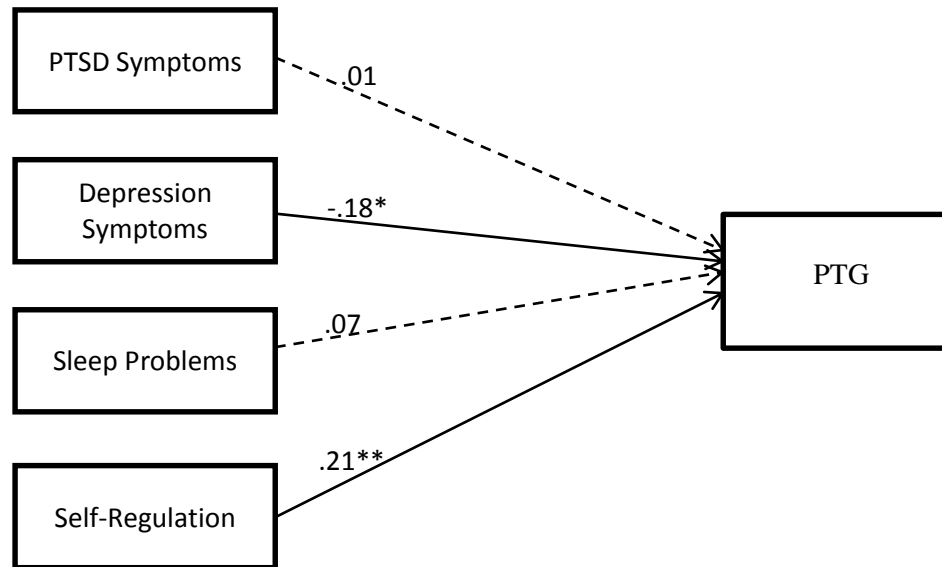 PTSD Symptoms
.01
Depression
Symptoms
-.18*
PTG
Sleep Problems
.07
Self-Regulation
.21**